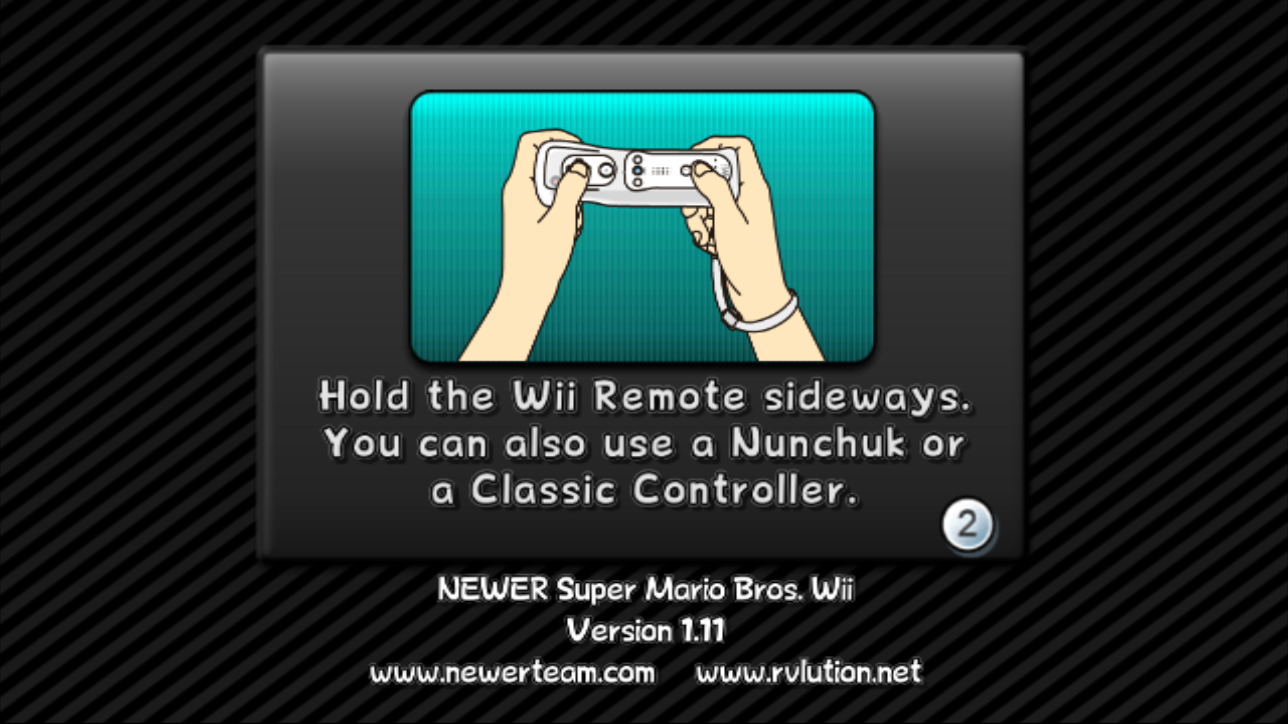 Hold the Wii Remote sideways.
You can also use a Nunchuk or
a Classic Controller.
2
NEWER Super Mario Bros. Wii
Version 1.11
www.newerteam.com www.rvlution.net